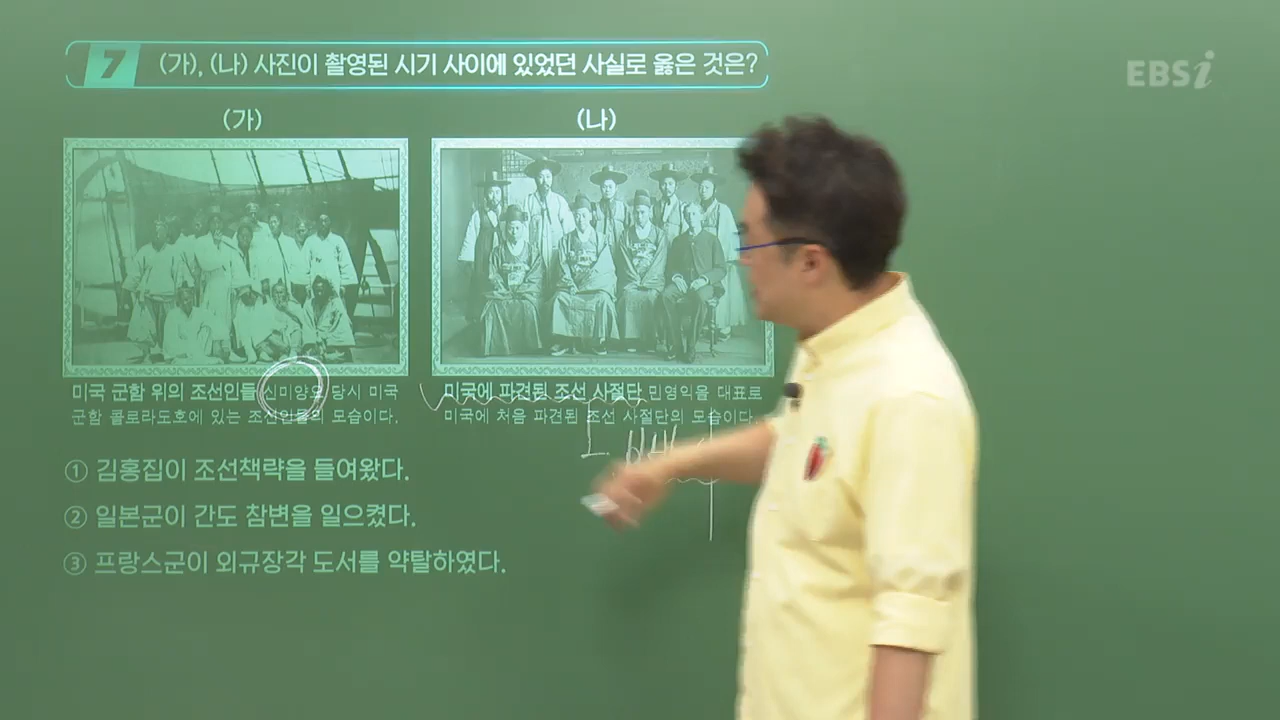 7 (가), (나) 사진이 촬영된 시기 사이에 있었던 사실로 옳은 것은?
EBSi
(가)
(나)
미국 군함 위의 조선인들 신미양요 당시 미국
군함 콜로라도호에 있는 조선인들의 모습이다.
미국에 파견된 조선 사절단 민영익을 대표로
미국에 처음 파견된 조선 사절단의 모습이다.
① 김홍집이 조선책략을 들여왔다.
② 일본군이 간도 참변을 일으켰다.
③ 프랑스군이 외규장각 도서를 약탈하였다.